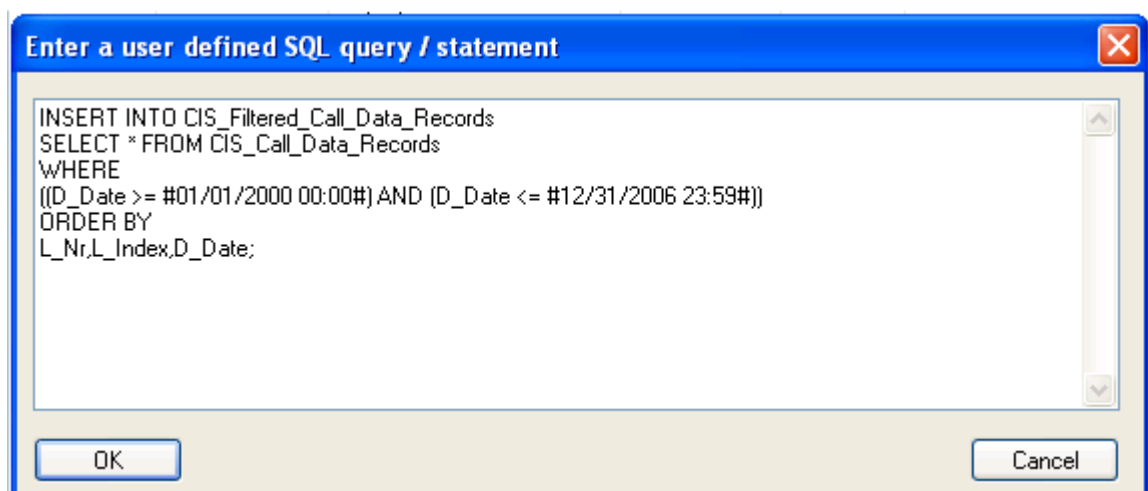 Enter a user defined SQL query / statement
INSERT INTO CIS_Filtered_Call_Data_Records
SELECT * FROM CIS_Call_Data_Records
WHERE
((D_Date >= #01/01/2000 00:00#) AND (D_Date <= #12/31/2006 23:59#))
ORDER BY
L_Nr,L_Index,D_Date;
OK
Cancel